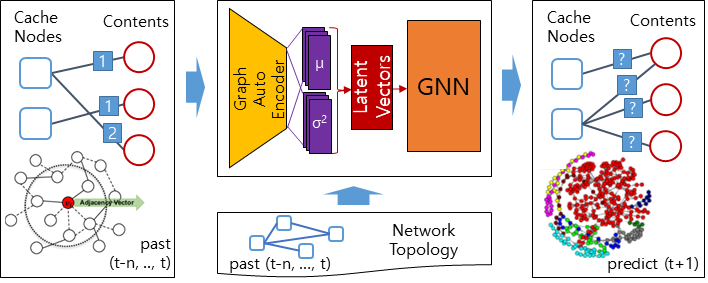 Cache
Nodes
Contents
1
1
2
Adjacency Vector
past
(t-n, .., t)
Graph
Auto
Encoder
μ
σ²
Latent
Vectors
GNN
past (t-n, ..., t)
Network
Topology
Cache
Nodes
Contents
?
?
?
?
predict (t+1)